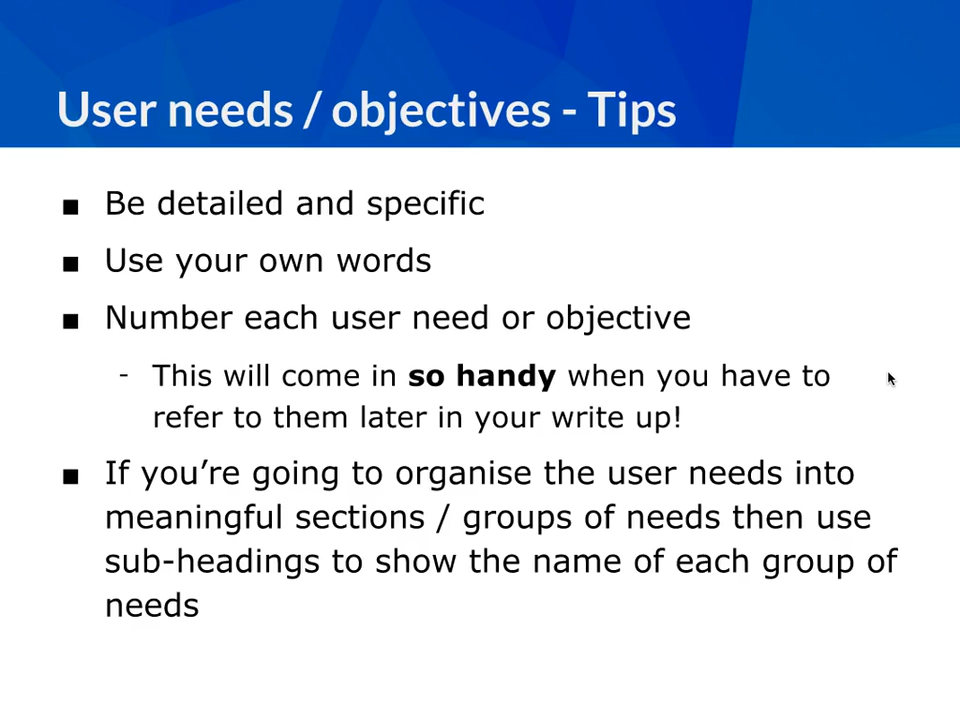 User needs / objectives - Tips
■ Be detailed and specific
■ Use your own words
■ Number each user need or objective
- This will come in so handy when you have to
refer to them later in your write up!
■ If you’re going to organise the user needs into
meaningful sections / groups of needs then use
sub-headings to show the name of each group of
needs